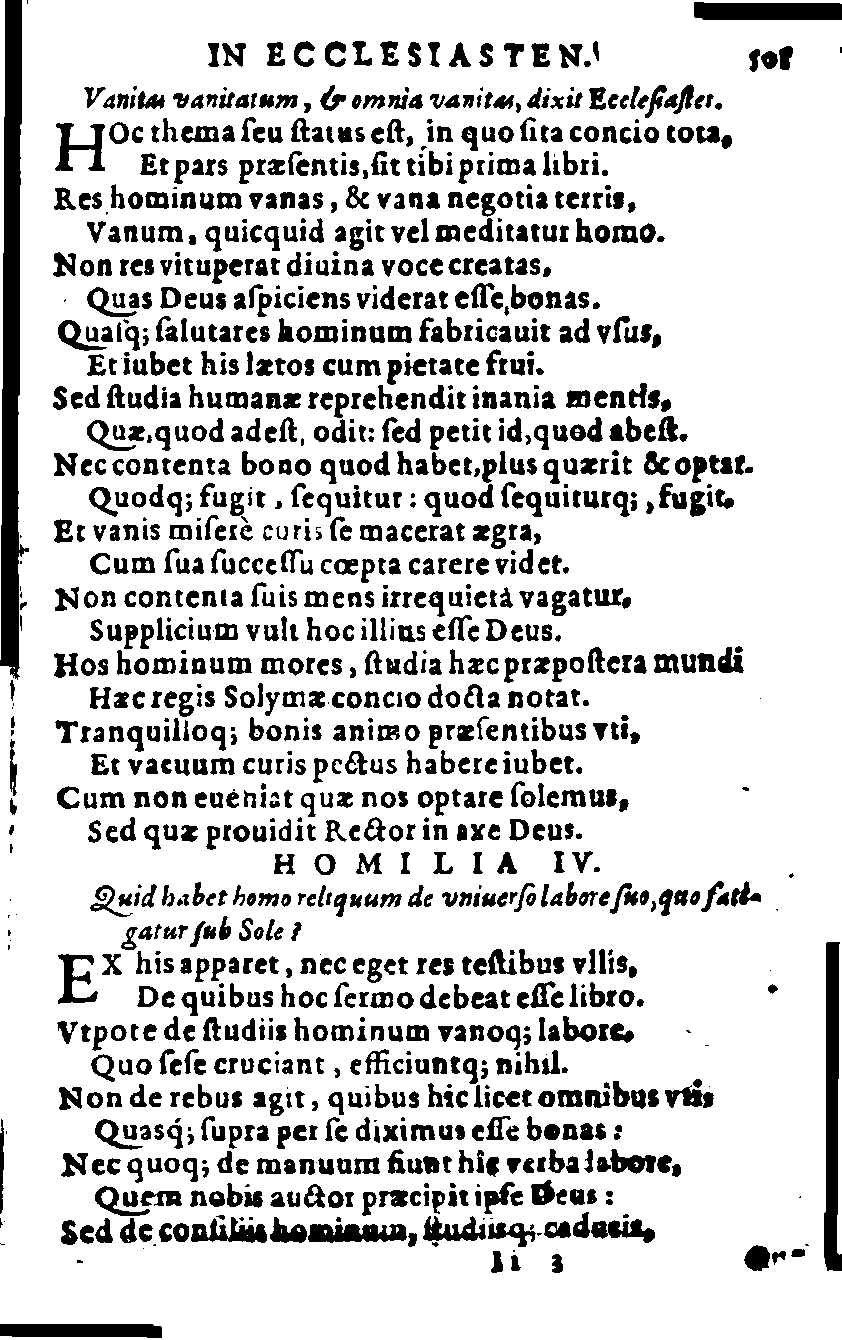 IN ECCLESIASTEN. 501
Vanitas vanitatum, & omnia vanitas, dixit Ecclesiastes.
HOc thema ſeu ſtatus eſt, in quo ſita concio tota,
Et pars præſentis, ſit tibi prima libri.
Res hominum vanas, & vana negotia terris,
Vanum, quicquid agit vel meditatur homo.
Non res vituperat diuina voce creatas,
Quas Deus aſpiciens viderat eſſe bonas.
Quaſq; ſalutares hominum fabricauit ad vſus,
Et iubet his lætos cum pietate frui.
Sed ſtudia humanæ reprehendit inania mentis,
Quæ, quod adeſt, odit: ſed petit id, quod abeſt.
Nec contenta bono quod habet, plus quærit & optat.
Quodq; fugit, ſequitur: quod ſequiturq;, fugit.
Et vanis miſerè curis ſe macerat ægra,
Cum ſua ſucceſſu cœpta carere videt.
Non contenta ſuis mens irrequietà vagatur,
Supplicium vult hoc illius eſſe Deus.
Hos hominum mores, ſtudia hæc præpoſtera mundi
Hæc regis Solymæ concio docta notat.
Tranquilloq; bonis animo præſentibus vti,
Et vacuum curis pectus habere iubet.
Cum non eueniat quæ nos optare ſolemus,
Sed quæ prouidit Rector in axe Deus.
HOMILIA IV.
Quid habet homo reliquum de vniuerſo labore ſuo, quo fati-
gatur ſub Sole?
EX his apparet, nec eget res teſtibus vllis,
De quibus hoc ſermo debeat eſſe libro.
Vtpote de ſtudiis hominum vanoq; labore,
Quo ſeſe cruciant, efficiuntq; nihil.
Non de rebus agit, quibus hic licet omnibus vti,
Quasq́; ſupra per ſe diximus eſſe bonas:
Nec quoq; de manuum fiunt hîc verba labore,
Quem nobis auctor præcipit ipſe Deus:
Sed de conſiliis hominum, ſtudiisq; caducis,
Ii 3